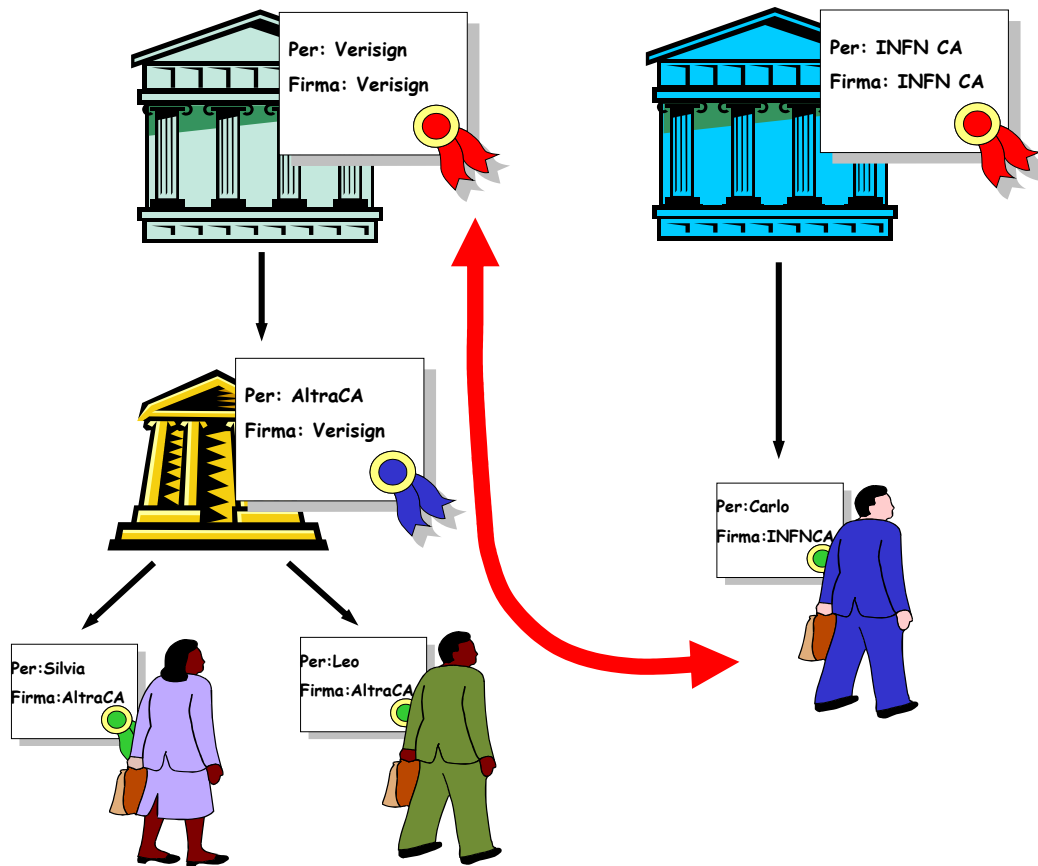 Per: Verisign
Firma: Verisign
Per: INFN CA
Firma: INFN CA
Per: AltraCA
Firma: Verisign
Per:Carlo
Firma:INFNCA
Per:Silvia
Firma:AltraCA
Per:Leo
Firma:AltraCA